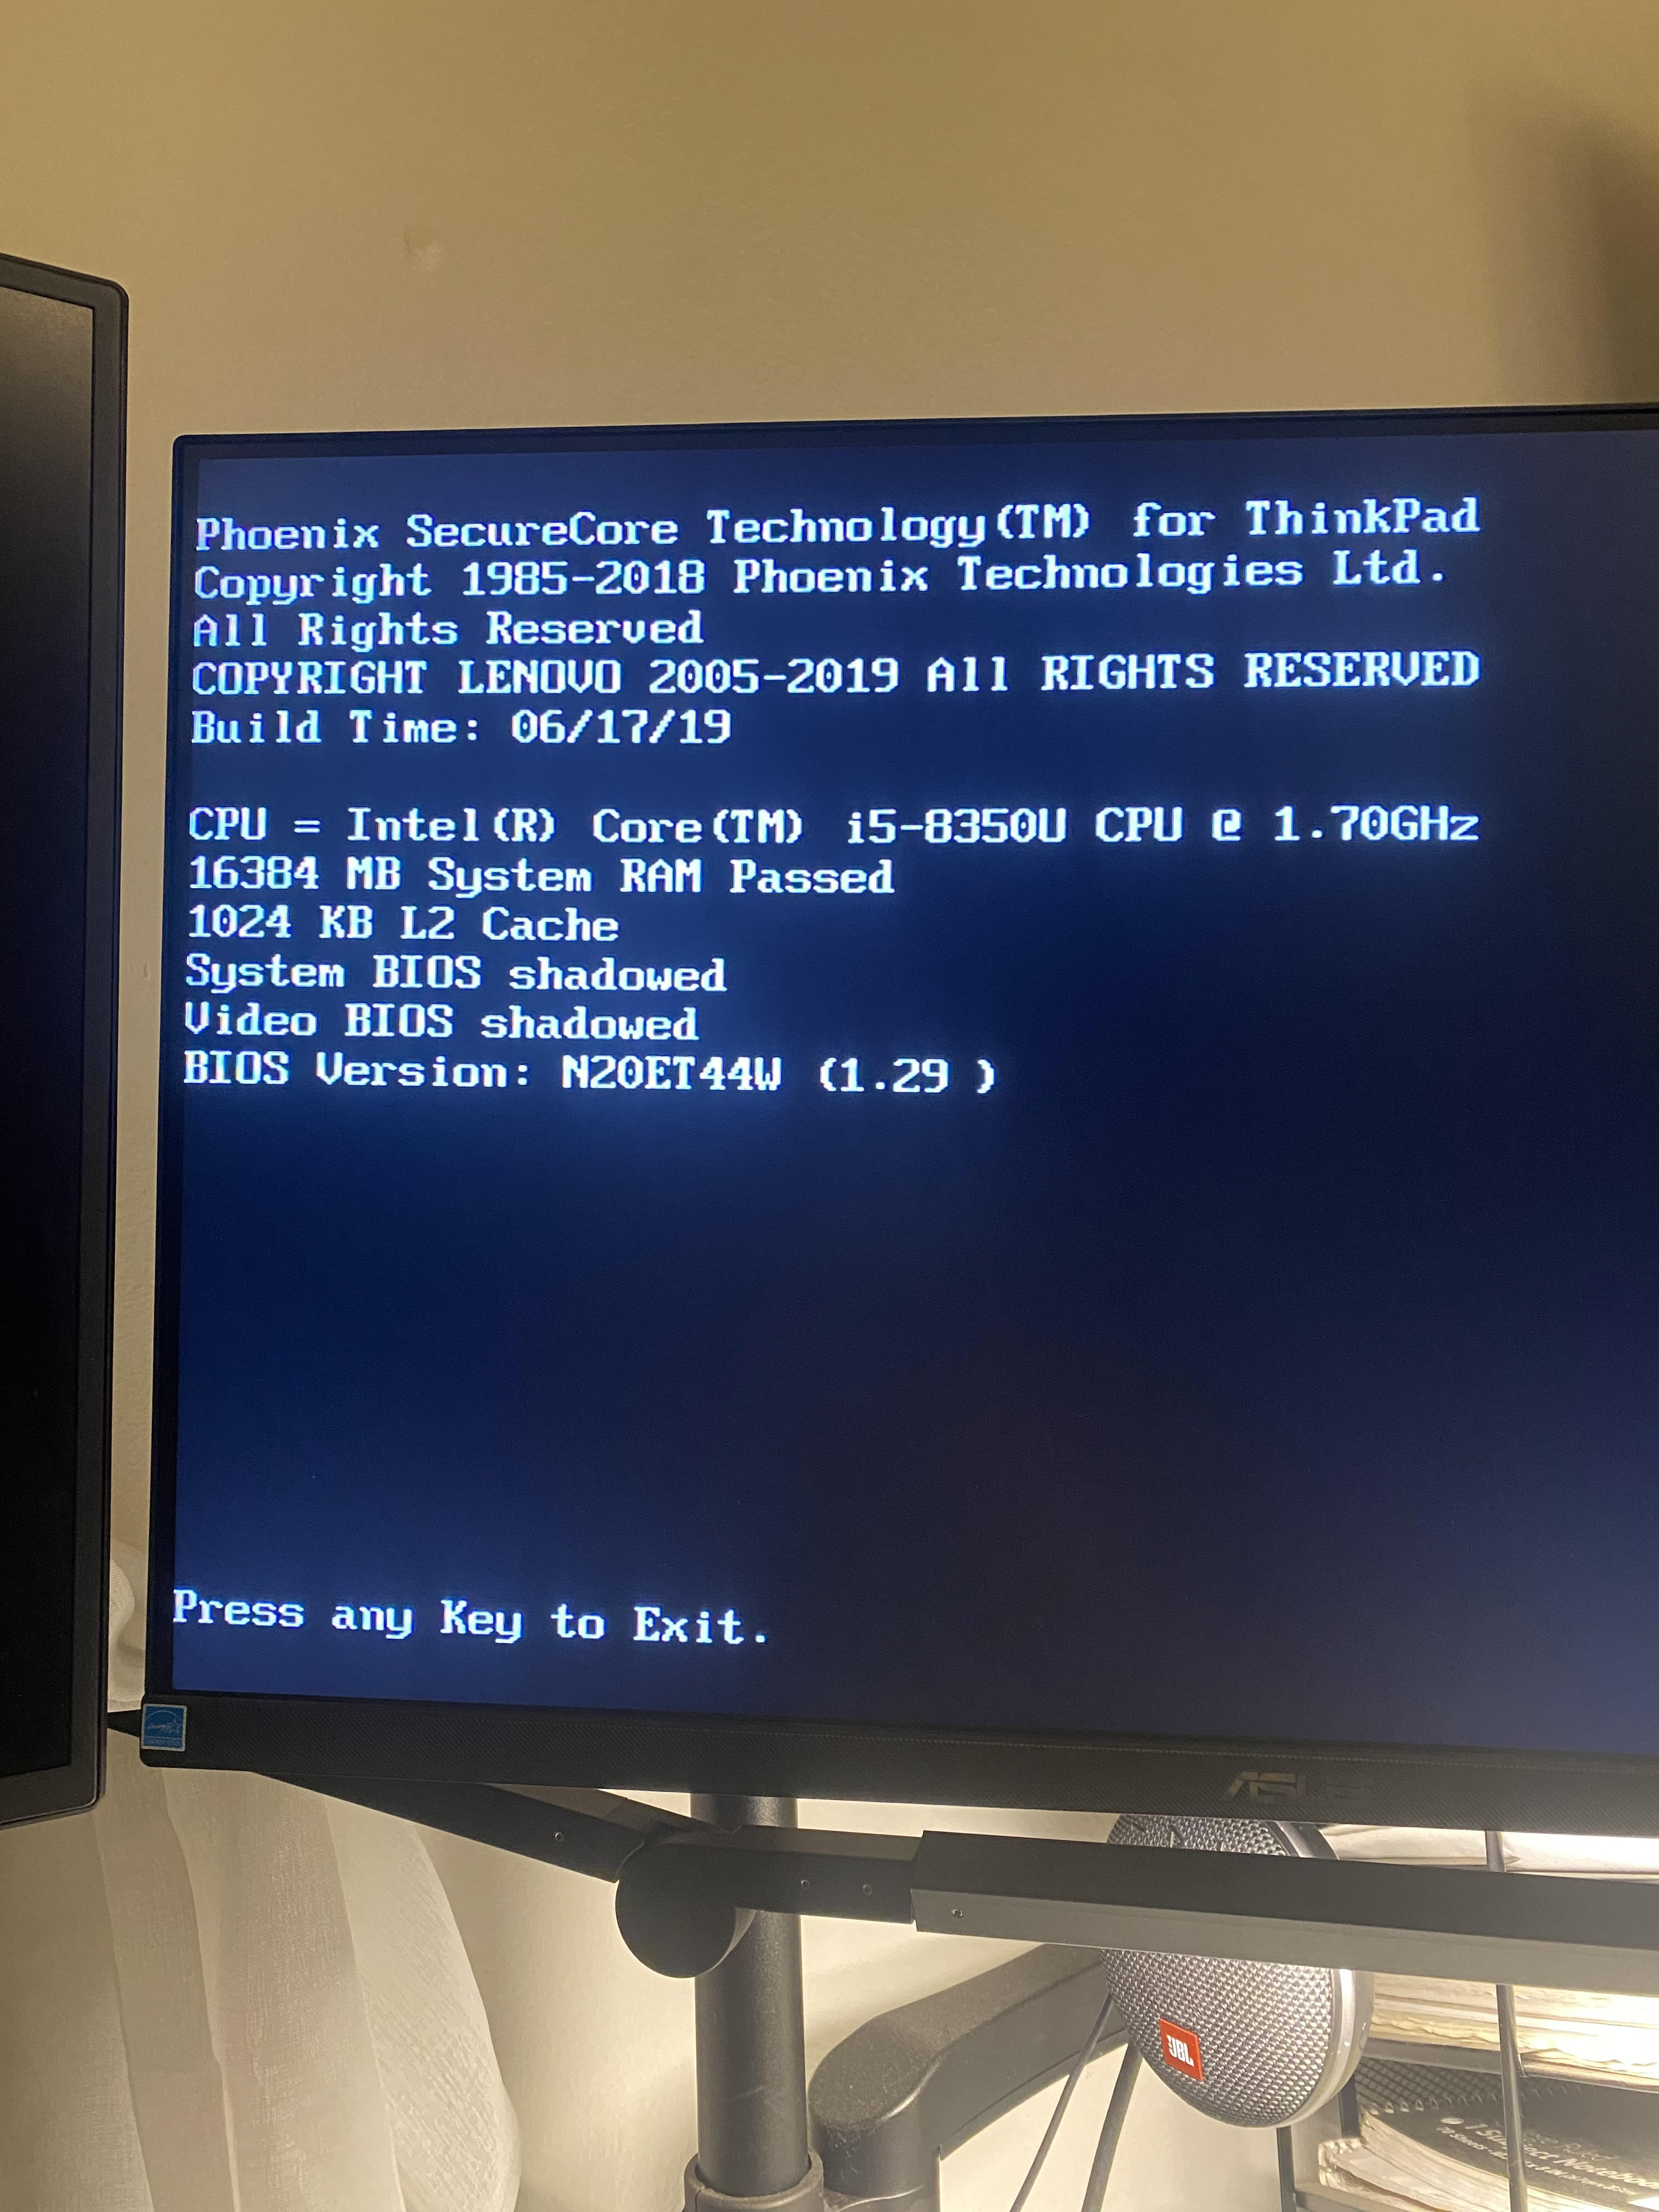 Phoenix SecureCore Technology(TM) for ThinkPad
Copyright 1985-2018 Phoenix Technologies Ltd.
All Rights Reserved
COPYRIGHT LENOVO 2005-2019 All RIGHTS RESERVED
Build Time: 06/17/19
CPU = Intel(R) Core(TM) i5-8350U CPU @ 1.70GHz
16384 MB System RAM Passed
1024 KB L2 Cache
System BIOS shadowed
Video BIOS shadowed
BIOS Version: N20ET44W (1.29 )
Press any Key to Exit.
ASUS
JBL
1 Subject Notebook